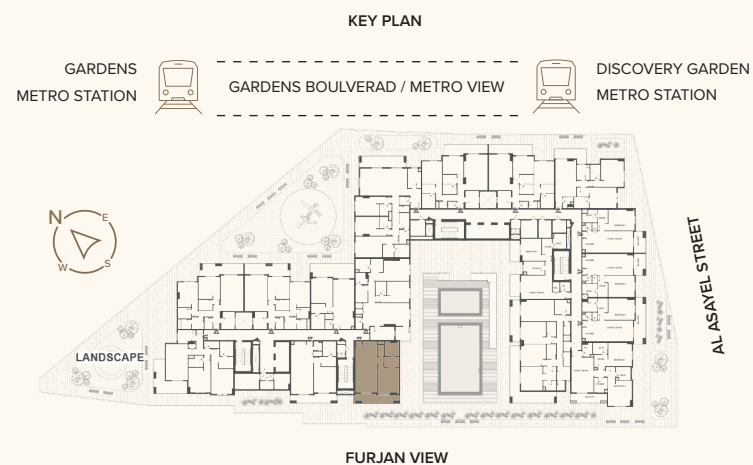 KEY PLAN
GARDENS
METRO STATION
GARDENS BOULVERAD / METRO VIEW
DISCOVERY GARDEN
METRO STATION
N
E
W
S
AL ASAYEL STREET
LANDSCAPE
FURJAN VIEW